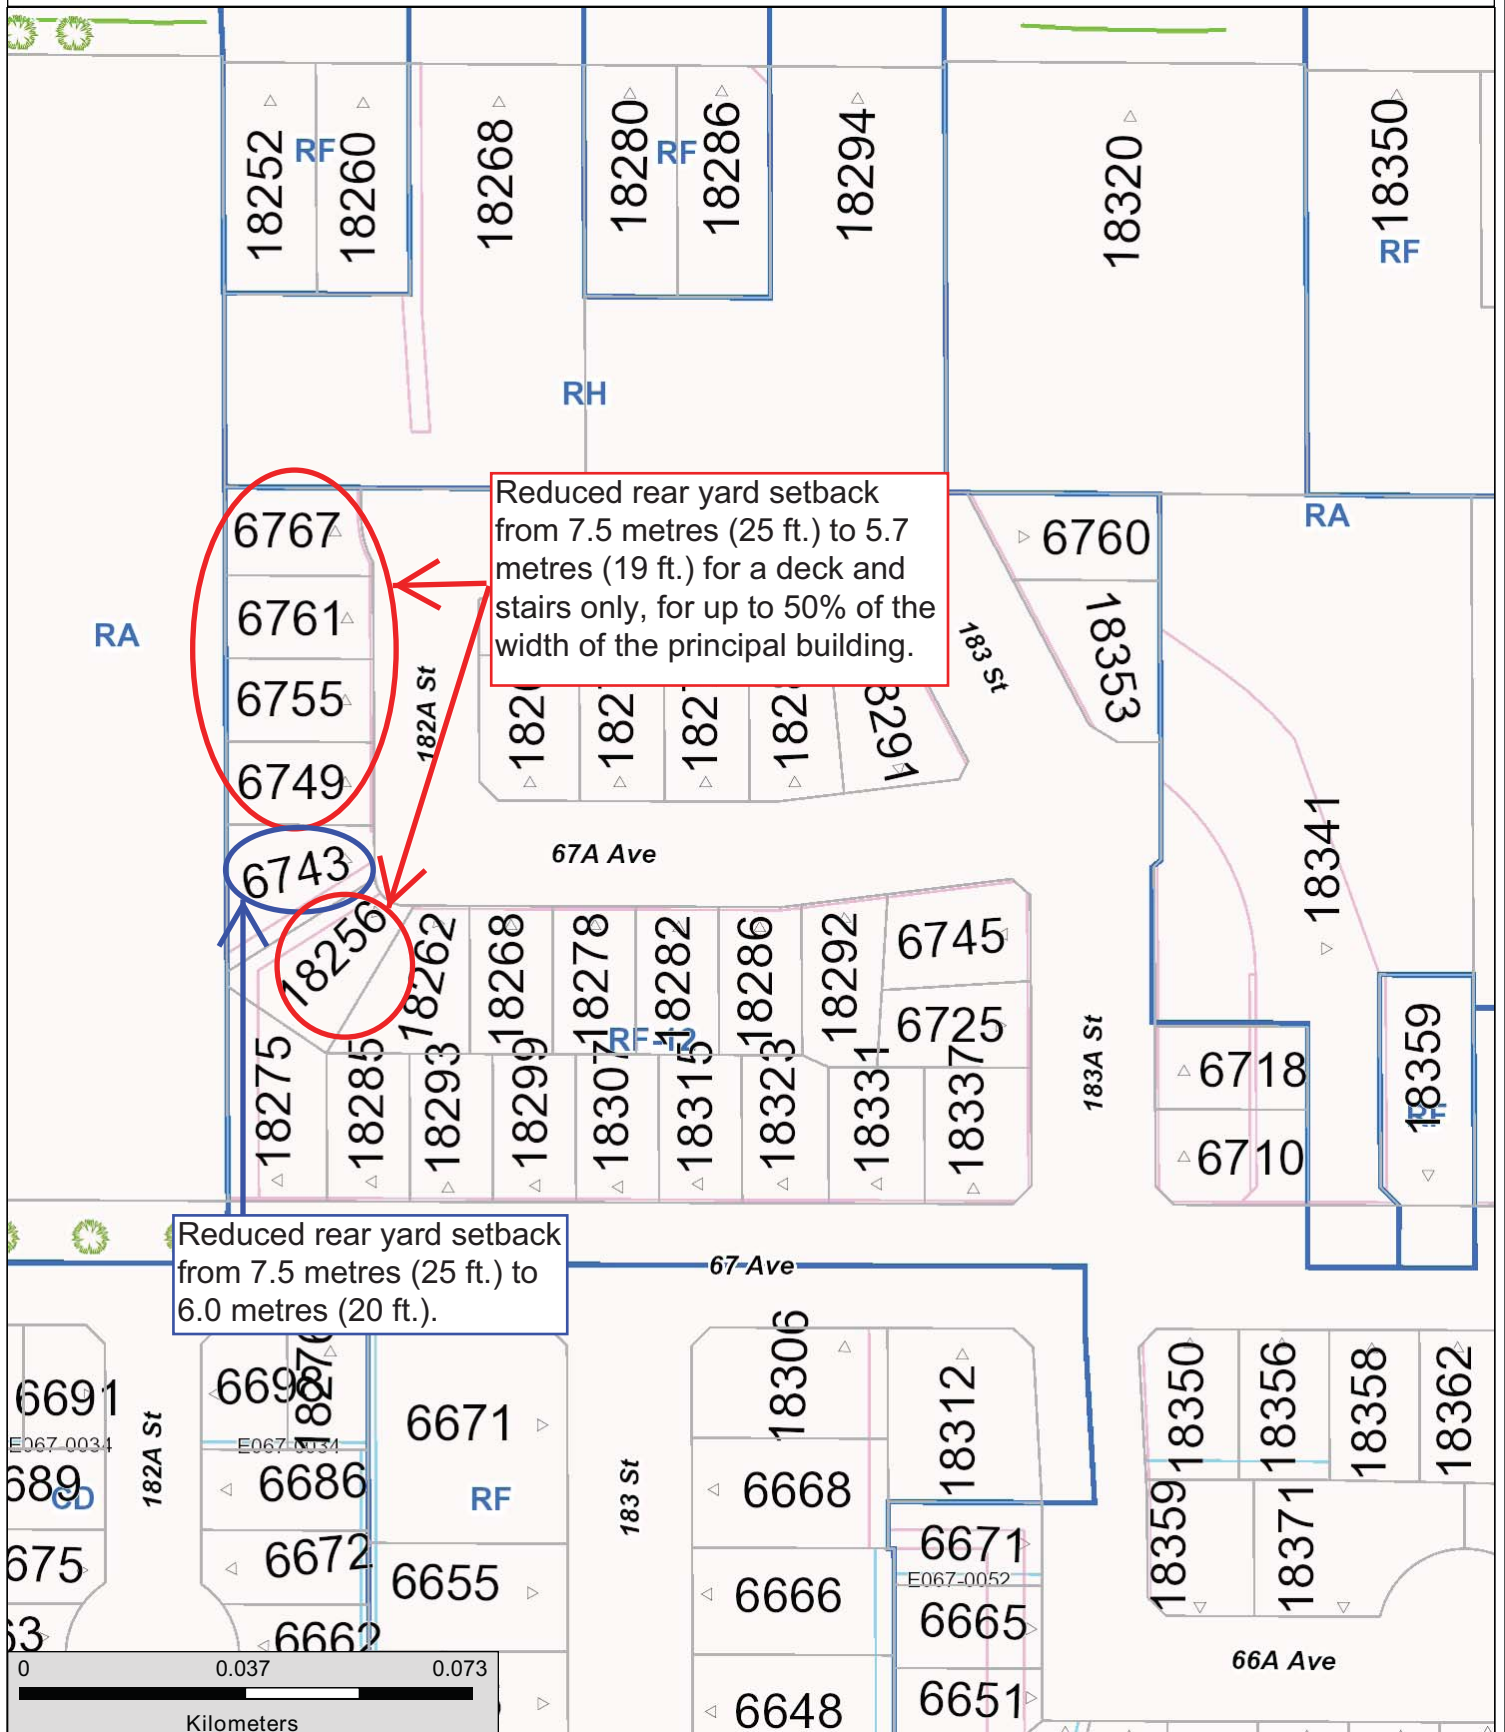 18252
RF
18260
18268
18280
RF
18286
18294
18320
18350
RF
RH
RA
RA
6767
6761
6755
6749
6743
Reduced rear yard setback
from 7.5 metres (25 ft.) to 5.7
metres (19 ft.) for a deck and
stairs only, for up to 50% of the
width of the principal building.
182A St
183 St
6760
18353
18341
67A Ave
18256
18262
18268
18278
18282
18286
18292
6745
6725
RF-12
18275
18285
18293
18299
18307
18315
18323
18331
18337
183A St
6718
6710
18359
RF
Reduced rear yard setback
from 7.5 metres (25 ft.) to
6.0 metres (20 ft.).
67 Ave
6691
E067-0034
182A St
E067-0034
6671
18306
18312
18350
18356
18358
18362
CD
6686
RF
183 St
6668
6672
6655
6666
6671
E067-0052
18359
18371
6665
6662
66A Ave
6648
6651
0 0.037 0.073
Kilometers